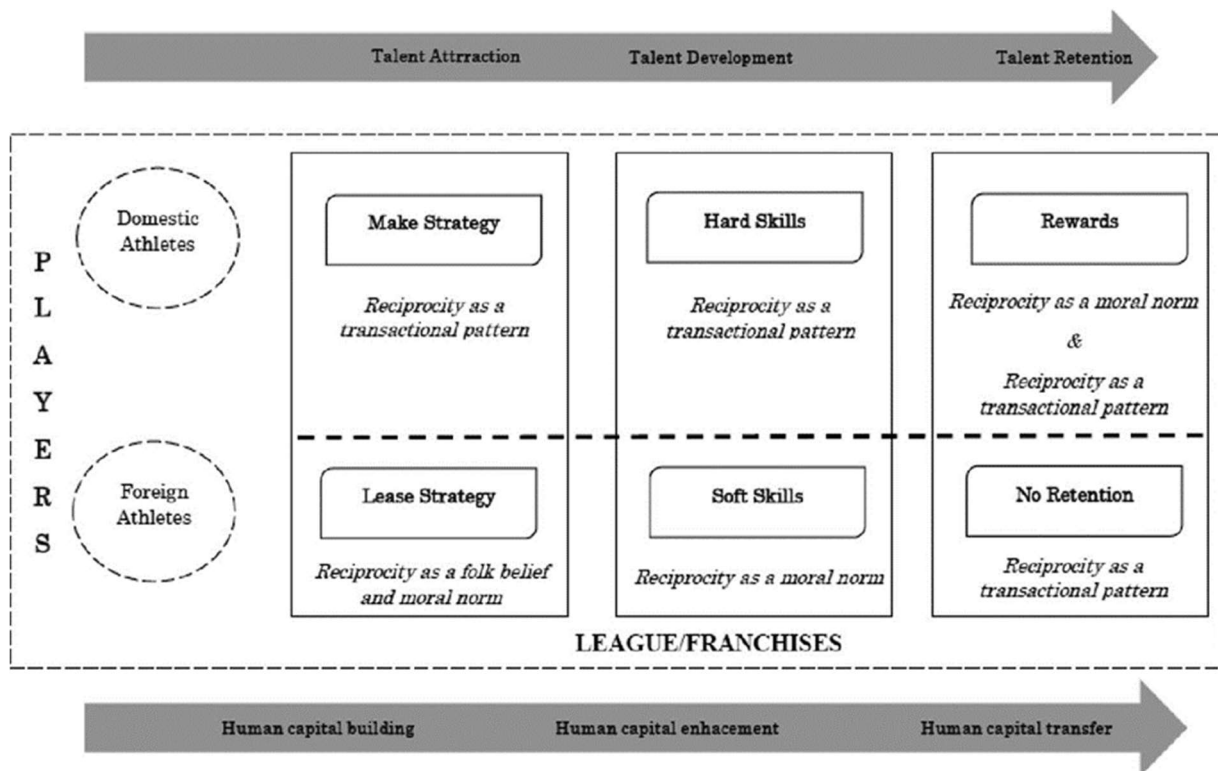 Talent Attrraction Talent Development Talent Retention
PLAYERS
Domestic
Athletes
Make Strategy
Reciprocity as a
transactional pattern
Hard Skills
Reciprocity as a
transactional pattern
Rewards
Reciprocity as a moral norm
&
Reciprocity as a
transactional pattern
Foreign
Athletes
Lease Strategy
Reciprocity as a folk belief
and moral norm
Soft Skills
Reciprocity as a moral norm
No Retention
Reciprocity as a
transactional pattern
LEAGUE/FRANCHISES
Human capital building Human capital enhacement Human capital transfer